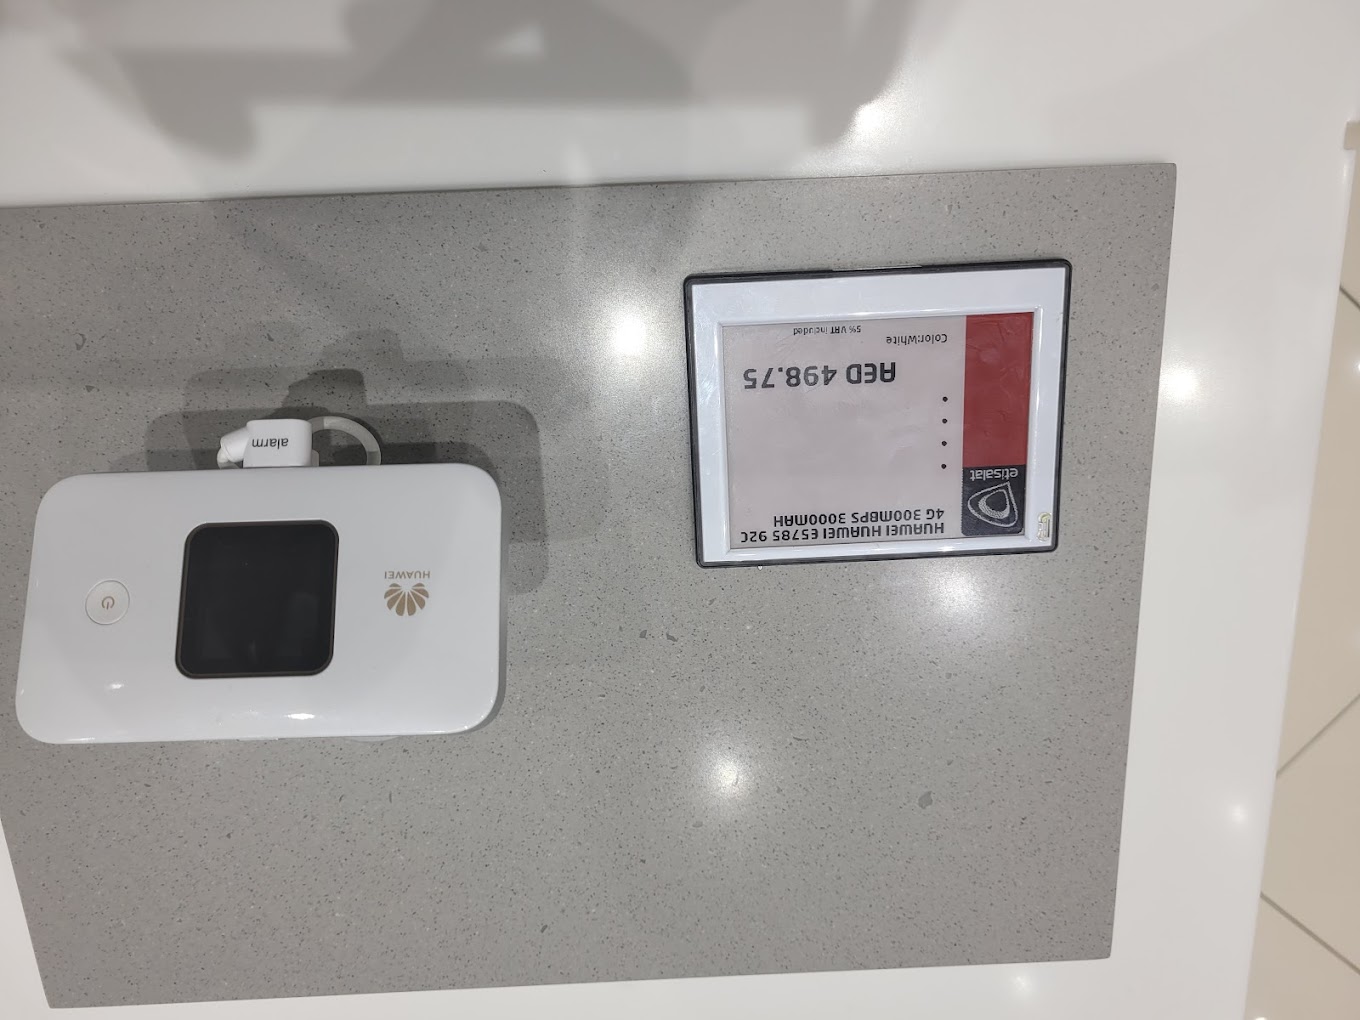 etisalat
HUAWEI HUAWEI E5785 92C
4G 300MBPS 3000MAH
AED 498.75
Color:White
5% VAT included
HUAWEI
alarm